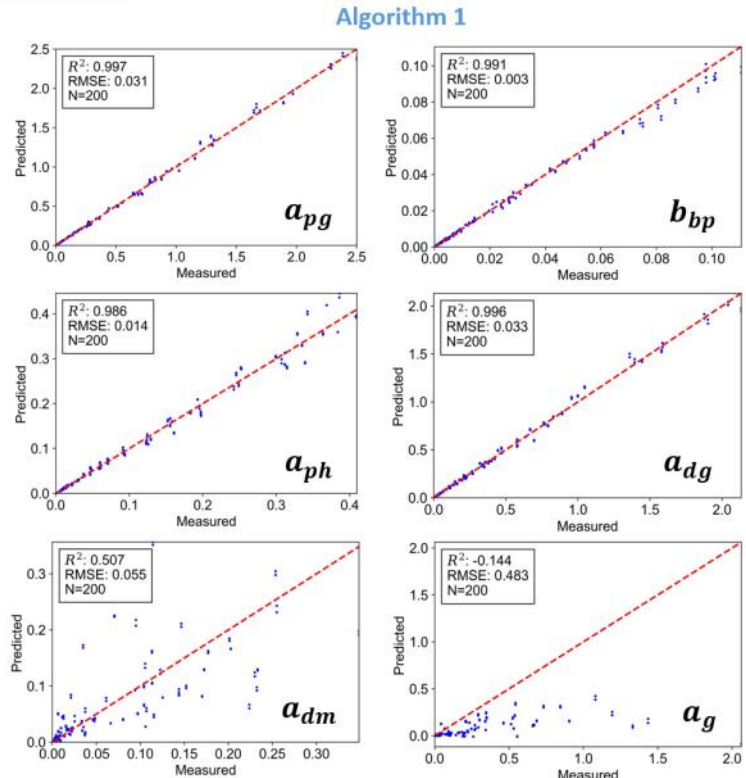 Algorithm 1
2.5
2.0
1.5
1.0
0.5
0.0
Predicted
R²: 0.997
RMSE: 0.031
N=200
a_pg
0.0 0.5 1.0 1.5 2.0 2.5
Measured
0.10
0.08
0.06
0.04
0.02
0.00
Predicted
R²: 0.991
RMSE: 0.003
N=200
b_bp
0.00 0.02 0.04 0.06 0.08 0.10
Measured
0.4
0.3
0.2
0.1
0.0
Predicted
R²: 0.986
RMSE: 0.014
N=200
a_ph
0.0 0.1 0.2 0.3 0.4
Measured
2.0
1.5
1.0
0.5
0.0
Predicted
R²: 0.996
RMSE: 0.033
N=200
a_dg
0.0 0.5 1.0 1.5 2.0
Measured
0.3
0.2
0.1
0.0
Predicted
R²: 0.507
RMSE: 0.055
N=200
a_dm
0.00 0.05 0.10 0.15 0.20 0.25 0.30
Measured
2.0
1.5
1.0
0.5
0.0
Predicted
R²: -0.144
RMSE: 0.483
N=200
a_g
0.0 0.5 1.0 1.5 2.0
Measured